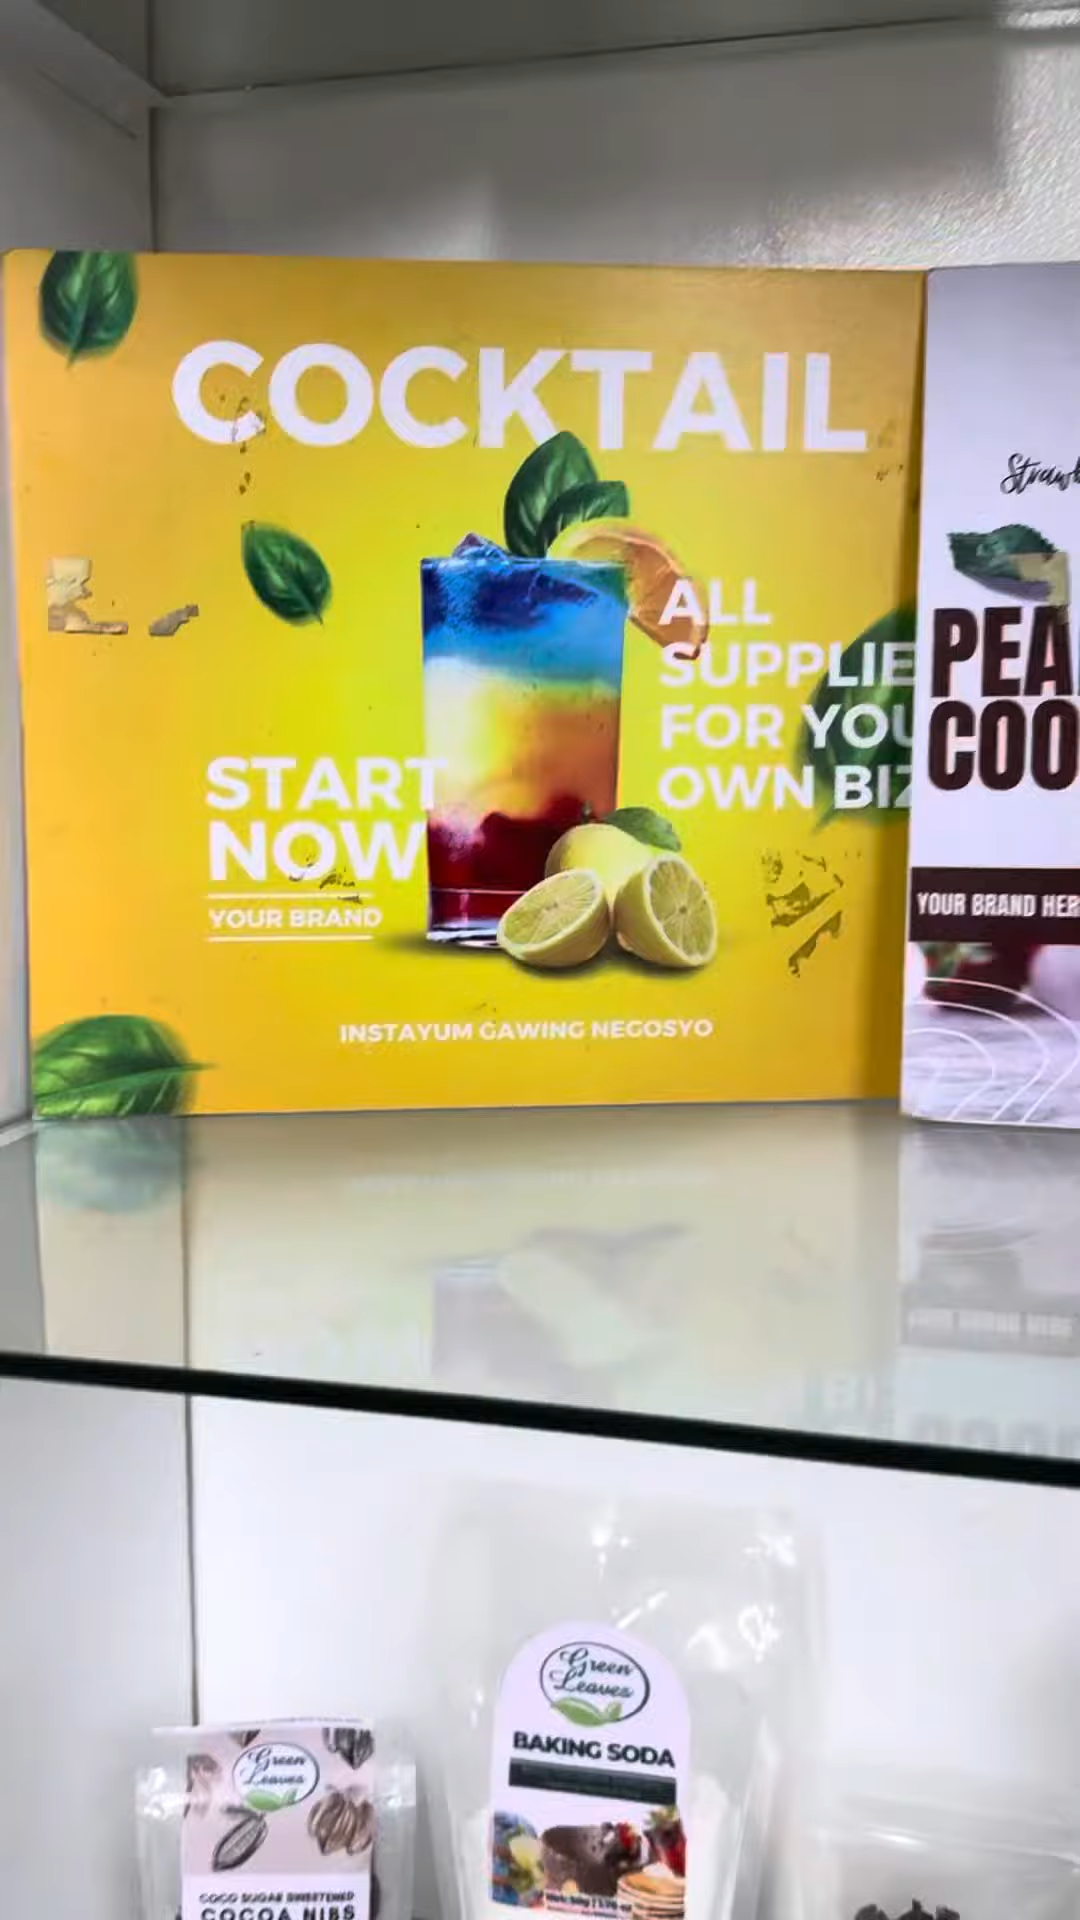 COCKTAIL
ALL
SUPPLIE
FOR YOU
OWN BIZ
START
NOW
YOUR BRAND
INSTAYUM GAWING NEGOSYO
Strawb
PEA
COO
YOUR BRAND HER
Green
Leaves
BAKING SODA
Green
Leaves
COCO SUGAR SWEETENED
COCOA NIBS